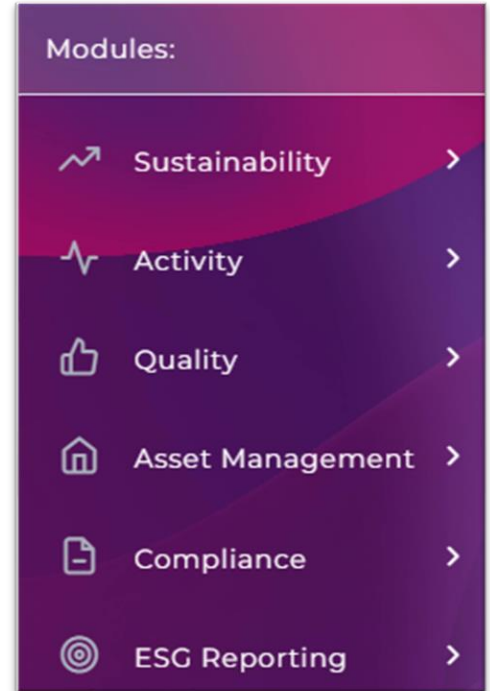 Modules:
Sustainability
Activity
Quality
Asset Management
Compliance
ESG Reporting